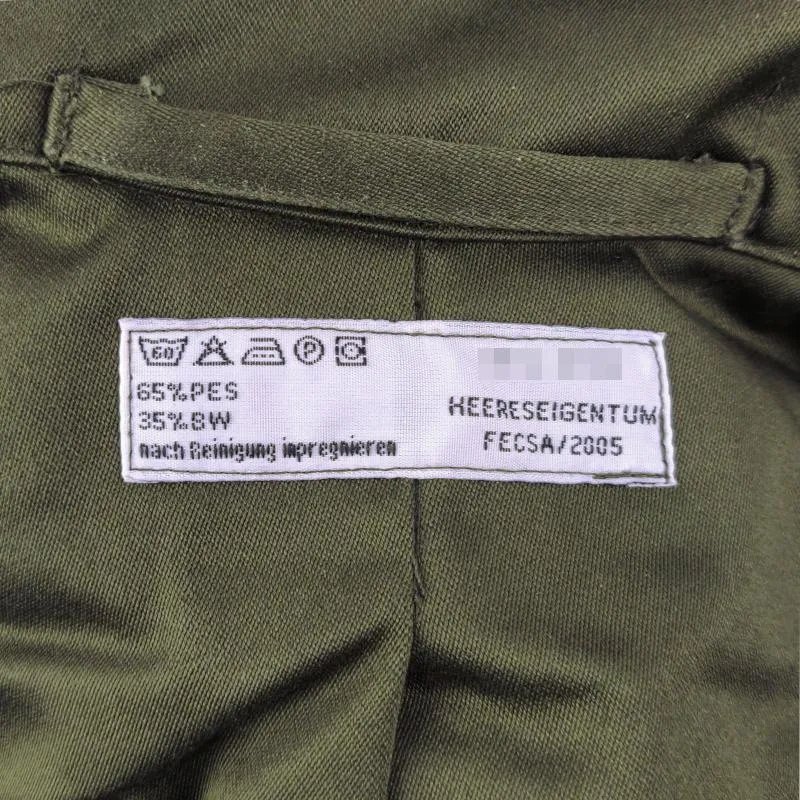 60 P
65%PES
35%BW
nach Reinigung impregnieren
HEERESEIGENTUM
FECSA/2005